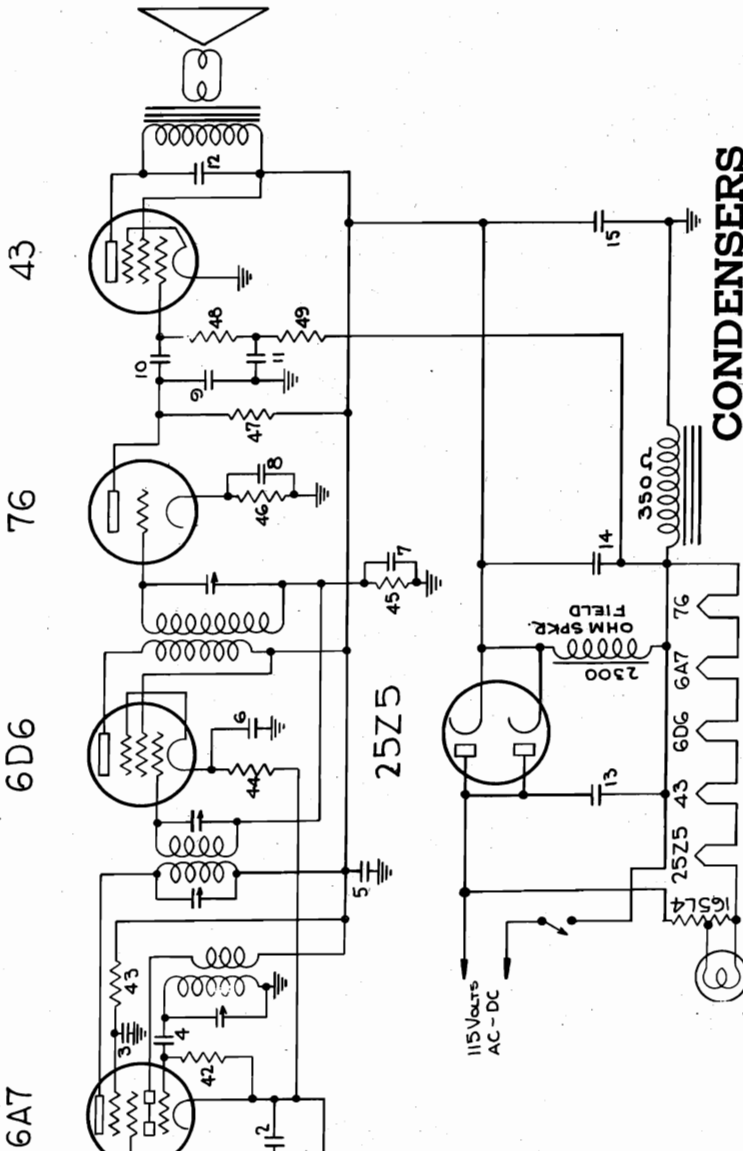 43
76
6D6
6A7
12
10
9
48
11
49
47
15
46
8
7
45
350Ω
CONDENSERS
14
6
44
25Z5
2300
OHM SPKR.
FIELD
76
6A7
6D6
43
25Z5
13
5
43
3
4
42
2
165L4
115 VOLTS
AC-DC